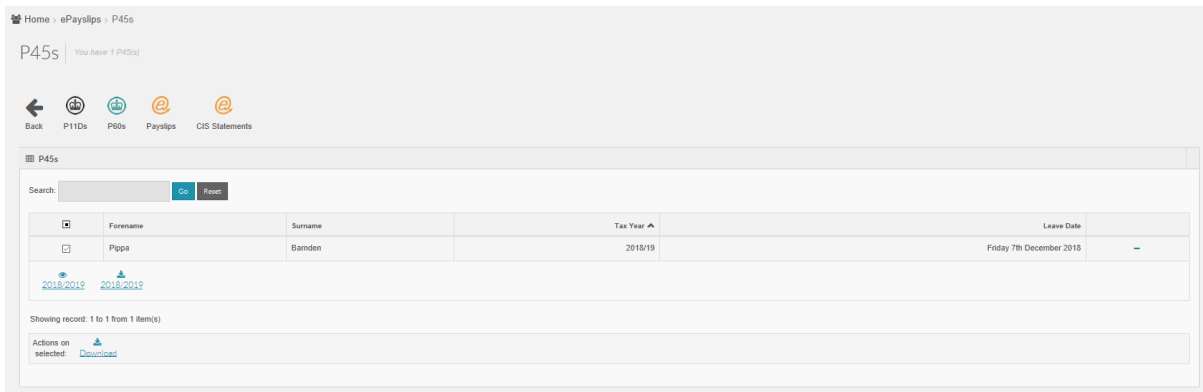 Home > ePayslips > P45s
P45s You have 1 P45(s)
Back P11Ds P60s Payslips CIS Statements
P45s
Search: Go Reset
Forename Surname Tax Year Leave Date
Pippa Barnden 2018/19 Friday 7th December 2018
2018/2019 2018/2019
Showing record: 1 to 1 from 1 item(s)
Actions on
selected: Download